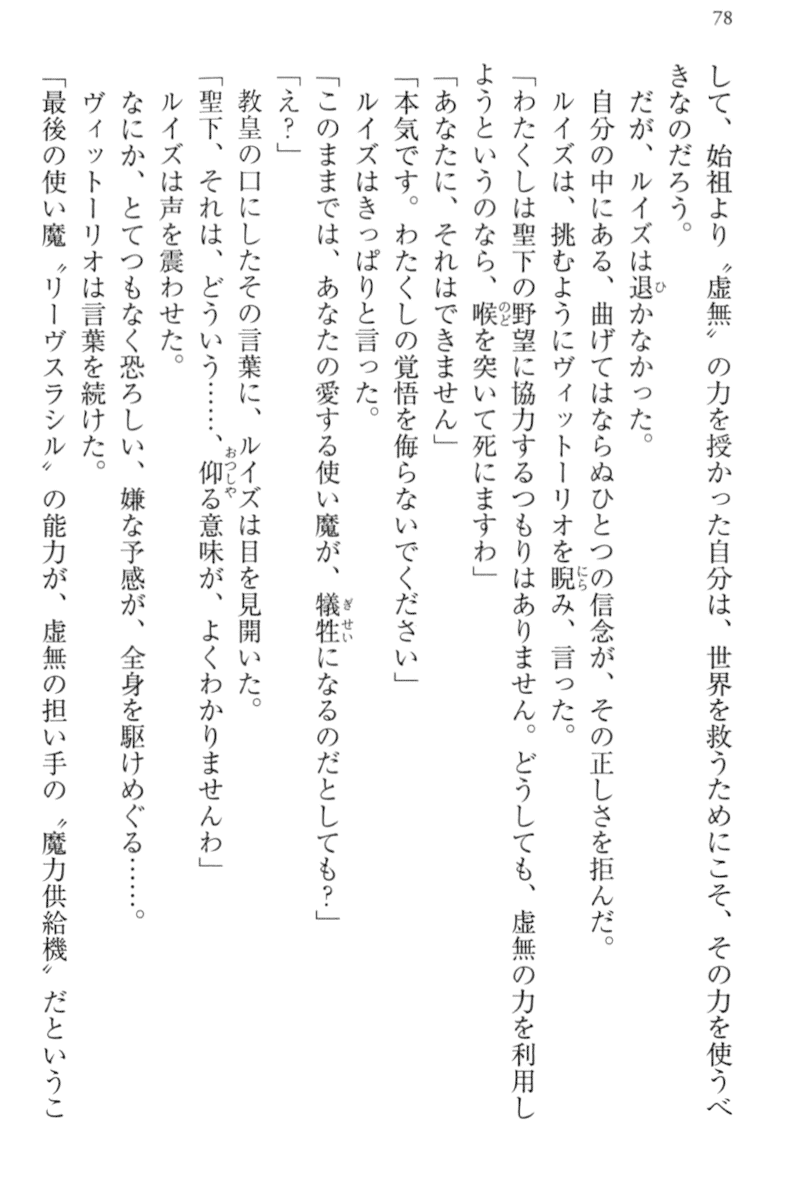 78
して、始祖より〝虚無〟の力を授かった自分は、世界を救うためにこそ、その力を使うべ
きなのだろう。
だが、ルイズは退かなかった。
自分の中にある、曲げてはならぬひとつの信念が、その正しさを拒んだ。
ルイズは、挑むようにヴィットーリオを睨み、言った。
「わたくしは聖下の野望に協力するつもりはありません。どうしても、虚無の力を利用し
ようというのなら、喉を突いて死にますわ」
「あなたに、それはできません」
「本気です。わたくしの覚悟を侮らないでください」
ルイズはきっぱりと言った。
「このままでは、あなたの愛する使い魔が、犠牲になるのだとしても?」
「え?」
教皇の口にしたその言葉に、ルイズは目を見開いた。
「聖下、それは、どういう……、仰る意味が、よくわかりませんわ」
ルイズは声を震わせた。
なにか、とてつもなく恐ろしい、嫌な予感が、全身を駆けめぐる……。
ヴィットーリオは言葉を続けた。
「最後の使い魔〝リーヴスラシル〟の能力が、虚無の担い手の〝魔力供給機〟だというこ